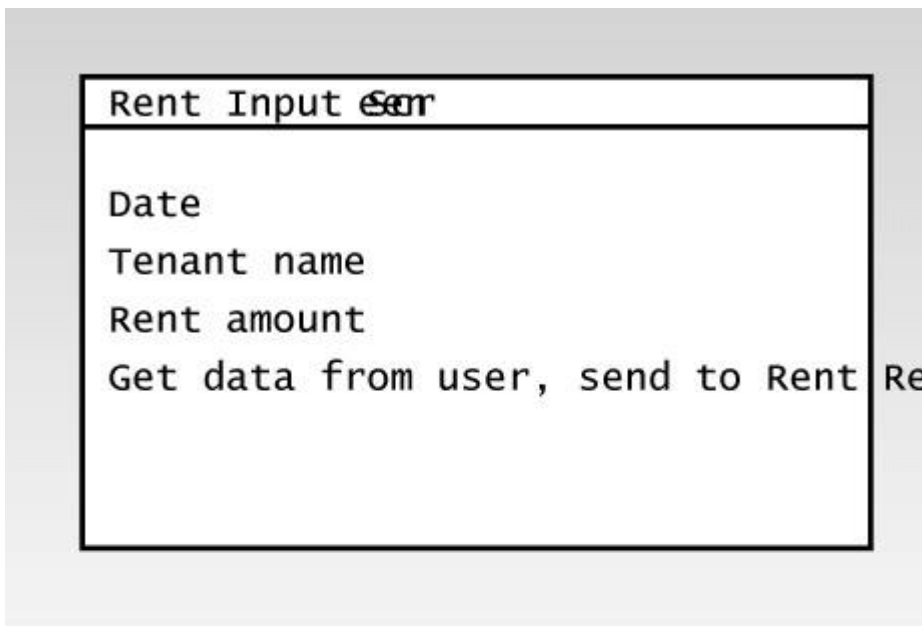 Rent Input
Date
Tenant name
Rent amount
Get data from user, send to Rent Re